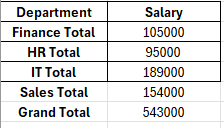 Department Salary
Finance Total 105000
HR Total 95000
IT Total 189000
Sales Total 154000
Grand Total 543000